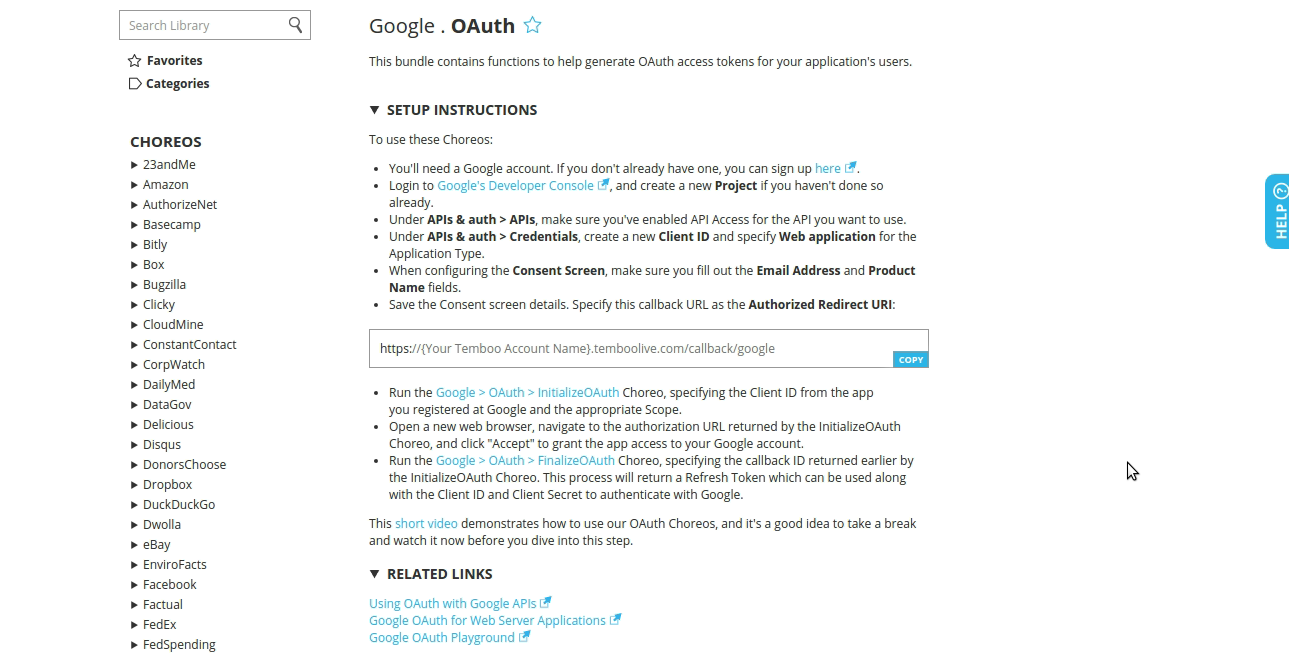 Search Library
Favorites
Categories
CHOREOS
23andMe
Amazon
AuthorizeNet
Basecamp
Bitly
Box
Bugzilla
Clicky
CloudMine
ConstantContact
CorpWatch
DailyMed
DataGov
Delicious
Disqus
DonorsChoose
Dropbox
DuckDuckGo
Dwolla
eBay
EnviroFacts
Facebook
Factual
FedEx
FedSpending
Google . OAuth
This bundle contains functions to help generate OAuth access tokens for your application's users.
SETUP INSTRUCTIONS
To use these Choreos:
You'll need a Google account. If you don't already have one, you can sign up here .
Login to Google's Developer Console , and create a new Project if you haven't done so
already.
Under APIs & auth > APIs, make sure you've enabled API Access for the API you want to use.
Under APIs & auth > Credentials, create a new Client ID and specify Web application for the
Application Type.
When configuring the Consent Screen, make sure you fill out the Email Address and Product
Name fields.
Save the Consent screen details. Specify this callback URL as the Authorized Redirect URI:
https://{Your Temboo Account Name}.temboolive.com/callback/google
COPY
Run the Google > OAuth > InitializeOAuth Choreo, specifying the Client ID from the app
you registered at Google and the appropriate Scope.
Open a new web browser, navigate to the authorization URL returned by the InitializeOAuth
Choreo, and click "Accept" to grant the app access to your Google account.
Run the Google > OAuth > FinalizeOAuth Choreo, specifying the callback ID returned earlier by
the InitializeOAuth Choreo. This process will return a Refresh Token which can be used along
with the Client ID and Client Secret to authenticate with Google.
This short video demonstrates how to use our OAuth Choreos, and it's a good idea to take a break
and watch it now before you dive into this step.
RELATED LINKS
Using OAuth with Google APIs
Google OAuth for Web Server Applications
Google OAuth Playground
HELP ?